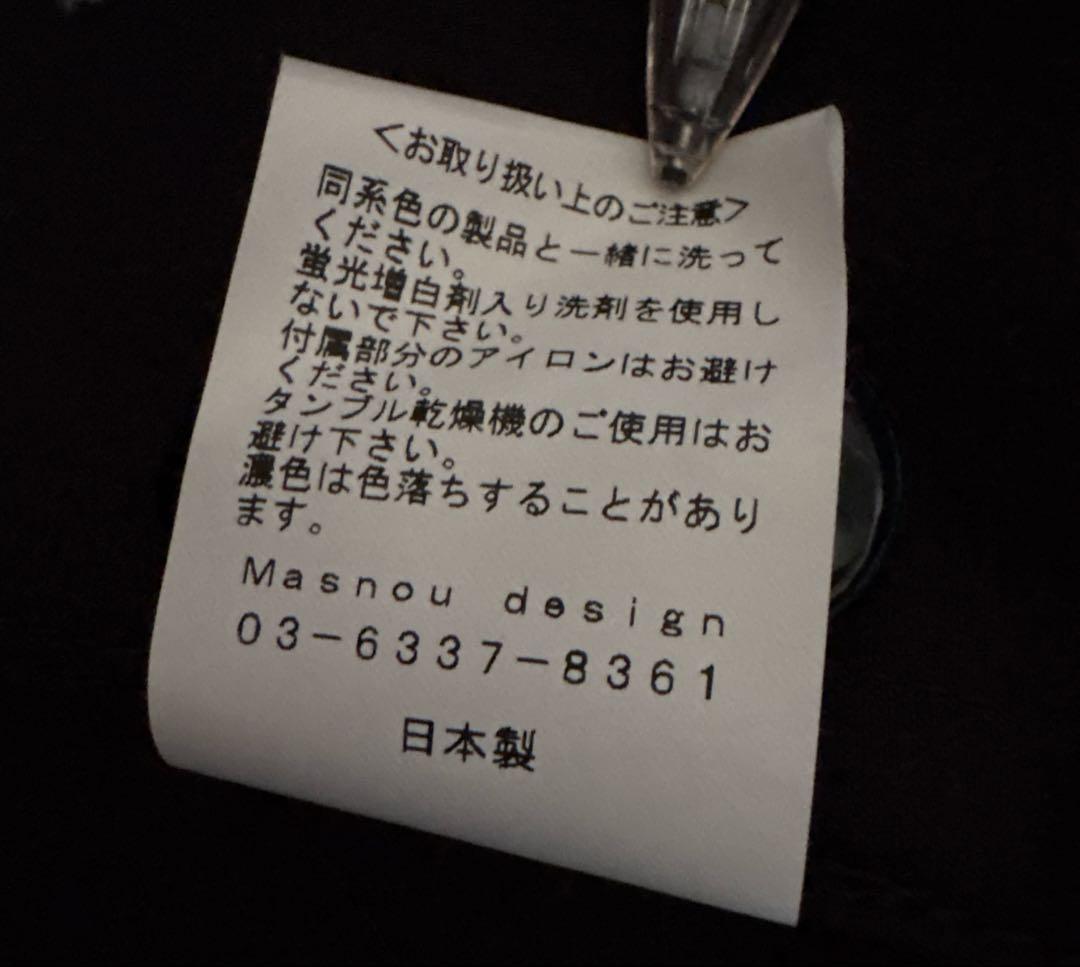 <お取り扱い上のご注意>
同系色の製品と一緒に洗って
ください。
蛍光増白剤入り洗剤を使用し
ないで下さい。
付属部分のアイロンはお避け
ください。
タンブル乾燥機のご使用はお
避け下さい。
濃色は色落ちすることがあり
ます。
Masnou design
03-6337-8361
日本製